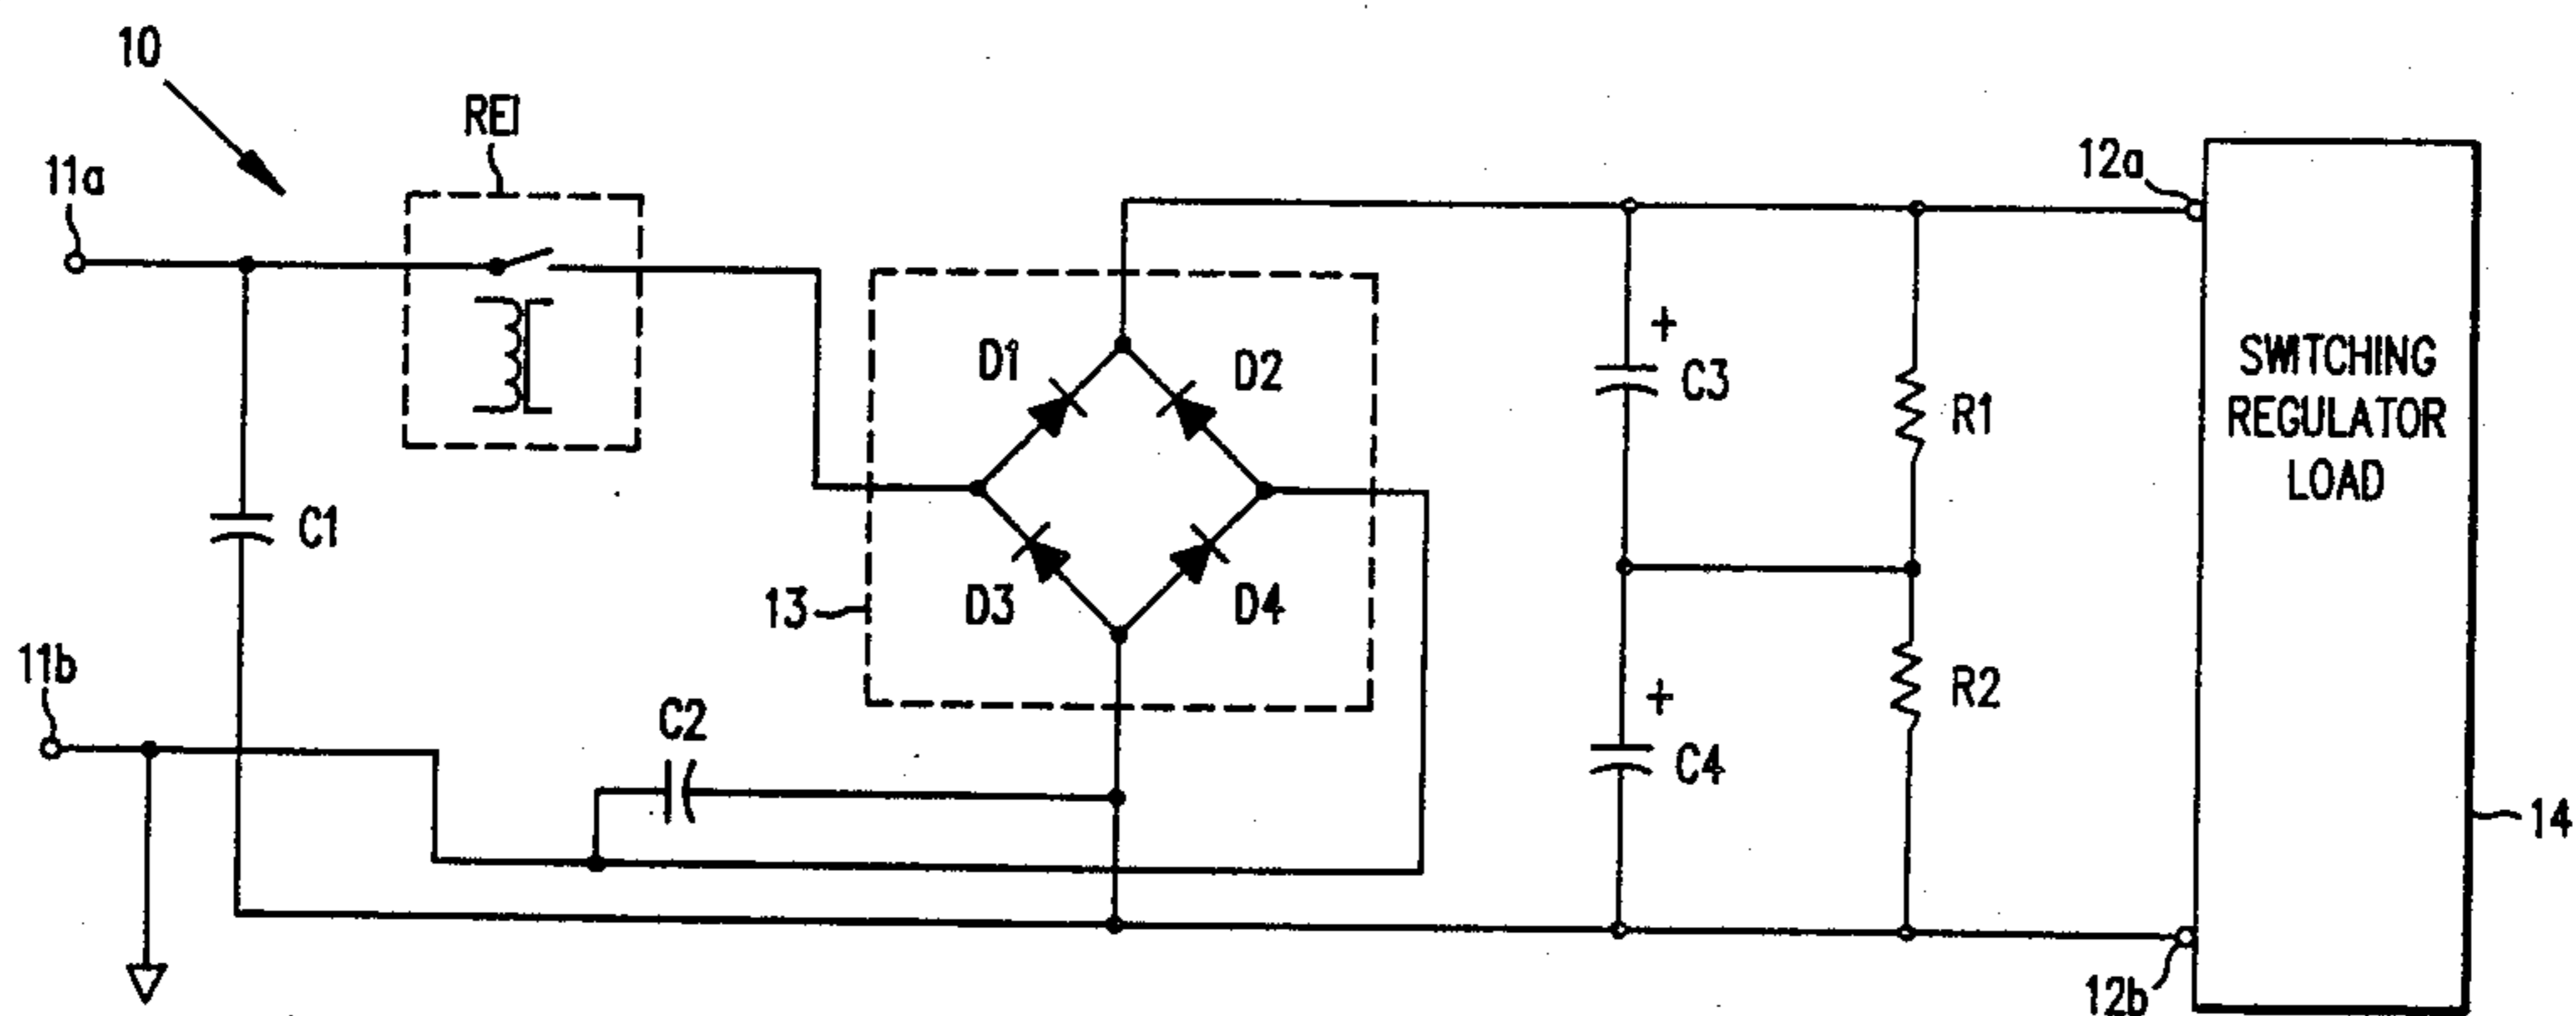 10
RE1
11a
12a
D1
D2
+
C3
R1
SWITCHING
REGULATOR
LOAD
C1
13
D3
D4
11b
C2
+
C4
R2
14
12b